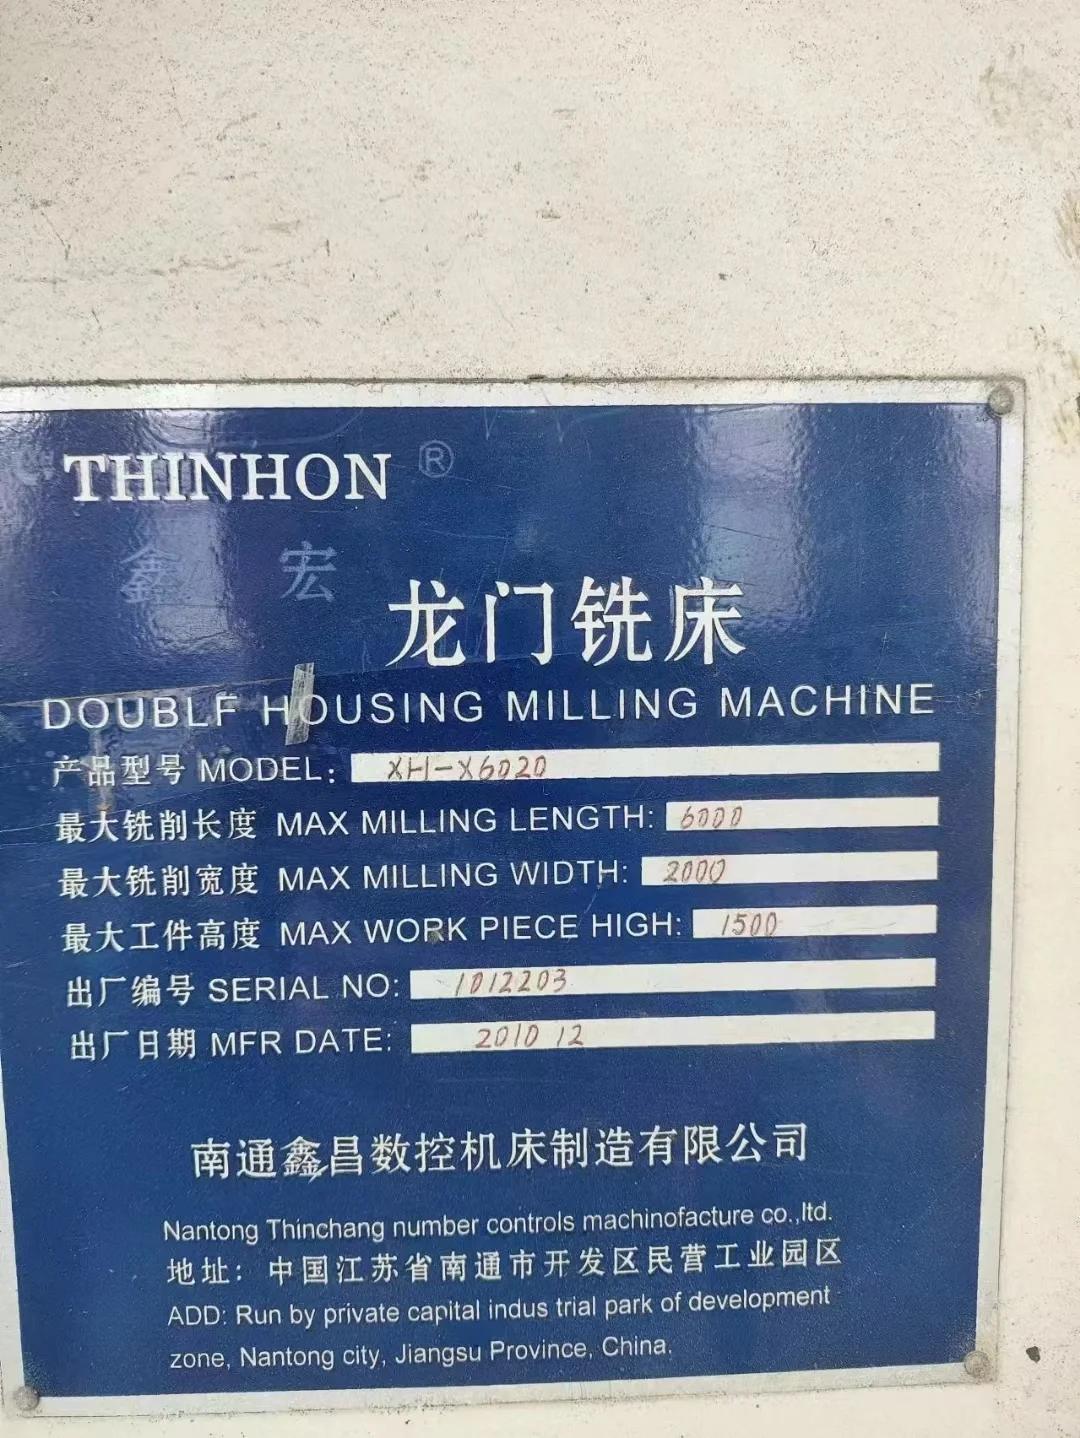 THINHON ®
鑫 宏
龙门铣床
DOUBLE HOUSING MILLING MACHINE
产品型号 MODEL: XH-X6020
最大铣削长度 MAX MILLING LENGTH: 6000
最大铣削宽度 MAX MILLING WIDTH: 2000
最大工件高度 MAX WORK PIECE HIGH: 1500
出厂编号 SERIAL NO: 1012203
出厂日期 MFR DATE: 2010 12
南通鑫昌数控机床制造有限公司
Nantong Thinchang number controls machinofacture co.,ltd.
地址：中国江苏省南通市开发区民营工业园区
ADD: Run by private capital indus trial park of development
zone, Nantong city, Jiangsu Province, China.